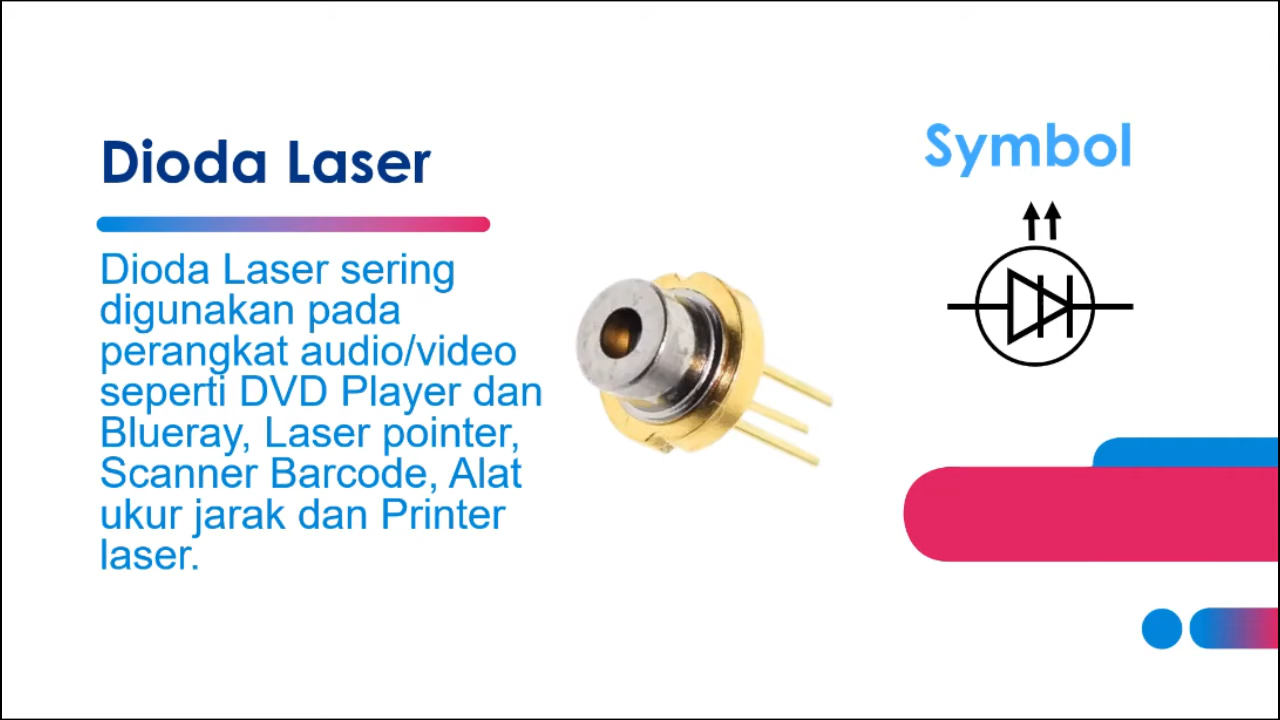 Dioda Laser
Dioda Laser sering
digunakan pada
perangkat audio/video
seperti DVD Player dan
Blueray, Laser pointer,
Scanner Barcode, Alat
ukur jarak dan Printer
laser.
Symbol